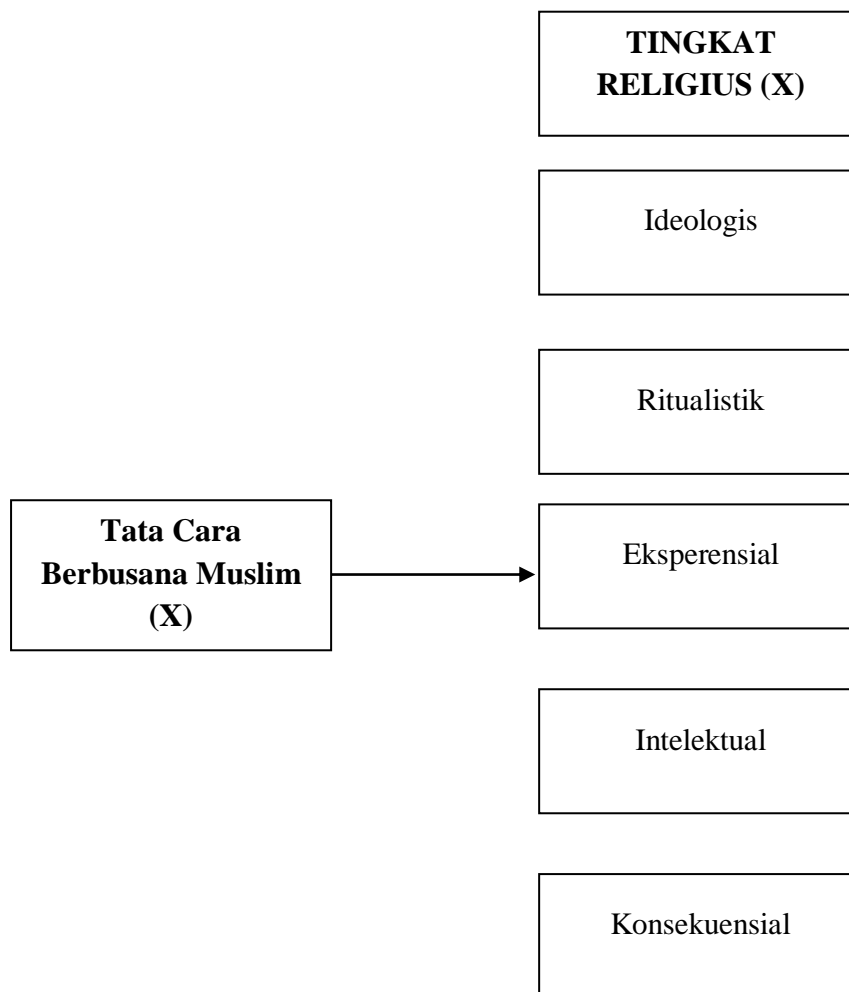 TINGKAT
RELIGIUS (X)
Ideologis
Ritualistik
Tata Cara
Berbusana Muslim
(X)
Eksperensial
Intelektual
Konsekuensial